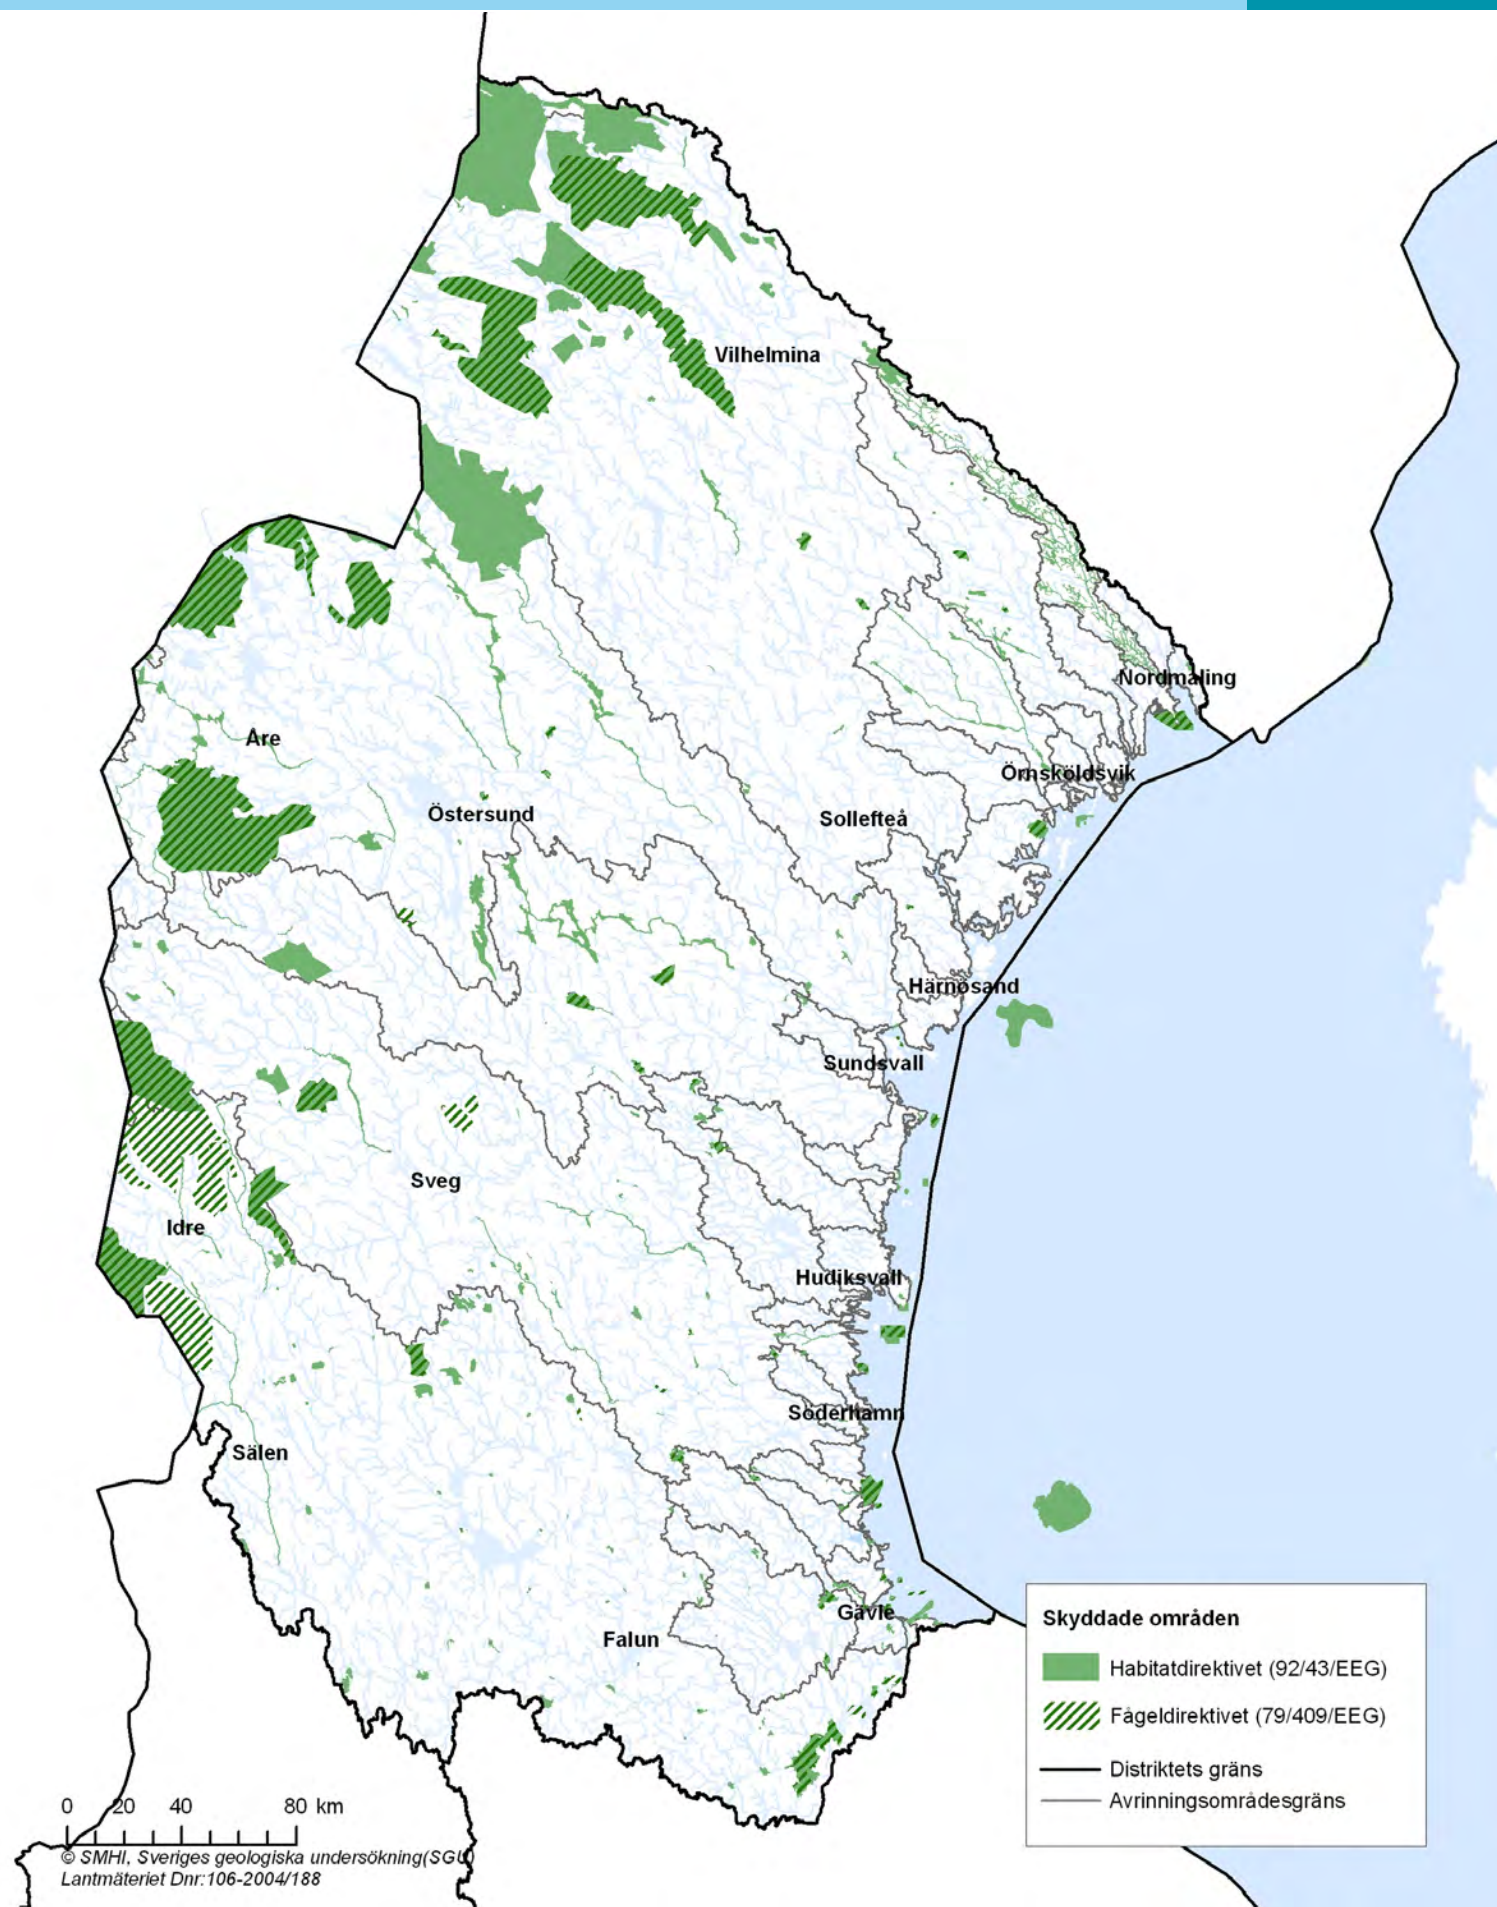 Vilhelmina
Nordmaling
Åre
Örnsköldsvik
Östersund
Sollefteå
Härnösand
Sundsvall
Sveg
Idre
Hudiksvall
Söderhamn
Sälen
Gävle
Falun
Skyddade områden
Habitatdirektivet (92/43/EEG)
Fågeldirektivet (79/409/EEG)
Distriktets gräns
Avrinningsområdesgräns
0 20 40 80 km
© SMHI, Sveriges geologiska undersökning(SGU)
Lantmäteriet Dnr:106-2004/188